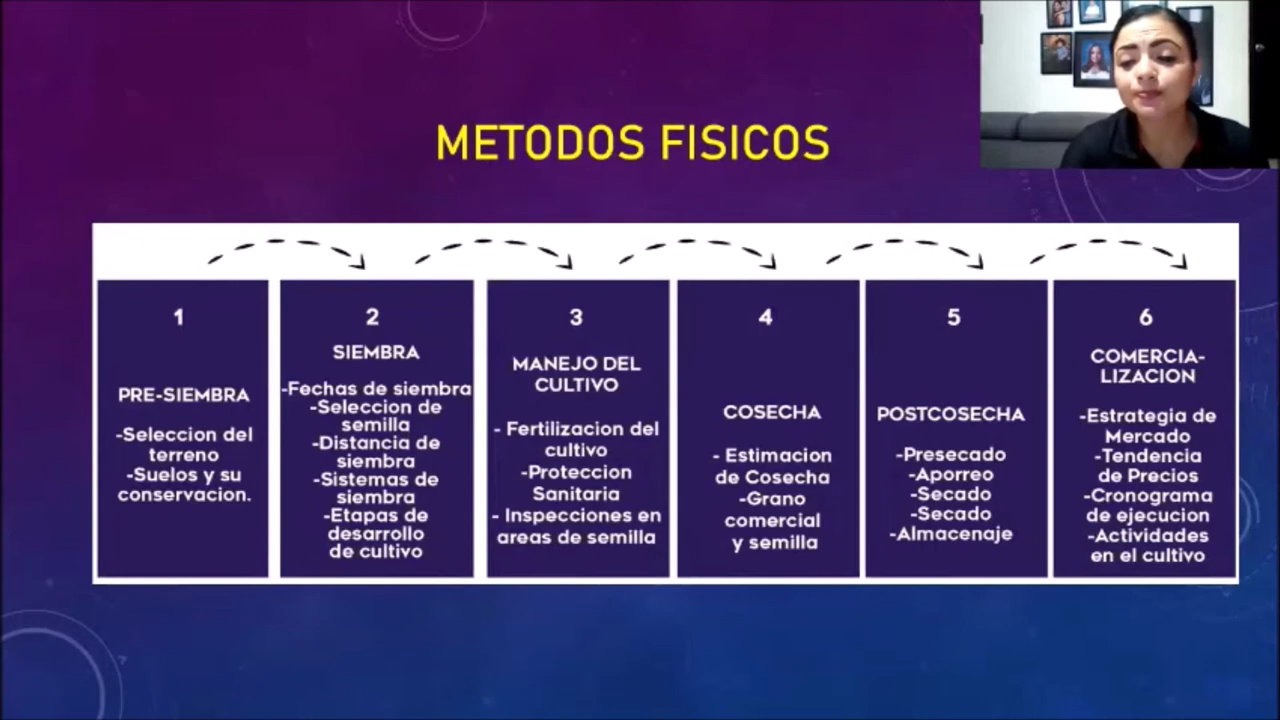 METODOS FISICOS
1
PRE-SIEMBRA
-Seleccion del
terreno
-Suelos y su
conservacion.
2
SIEMBRA
-Fechas de siembra
-Seleccion de
semilla
-Distancia de
siembra
-Sistemas de
siembra
-Etapas de
desarrollo
de cultivo
3
MANEJO DEL
CULTIVO
- Fertilizacion del
cultivo
-Proteccion
Sanitaria
- Inspecciones en
areas de semilla
4
COSECHA
- Estimacion
de Cosecha
-Grano
comercial
y semilla
5
POSTCOSECHA
-Presecado
-Aporreo
-Secado
-Secado
-Almacenaje
6
COMERCIA-
LIZACION
-Estrategia de
Mercado
-Tendencia
de Precios
-Cronograma
de ejecucion
-Actividades
en el cultivo